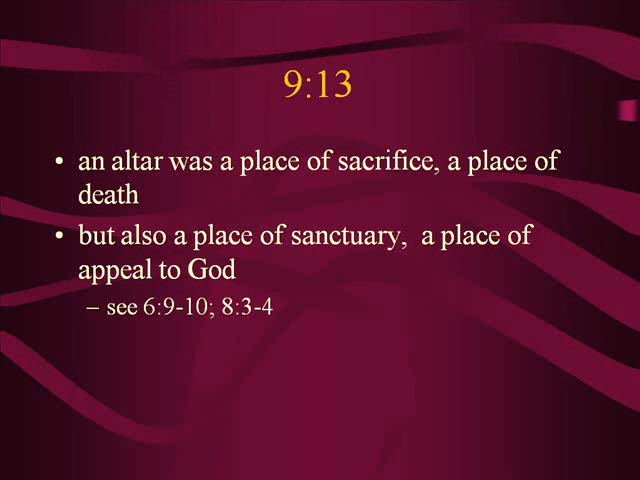 9:13
• an altar was a place of sacrifice, a place of
death
• but also a place of sanctuary,  a place of
appeal to God
– see 6:9-10; 8:3-4